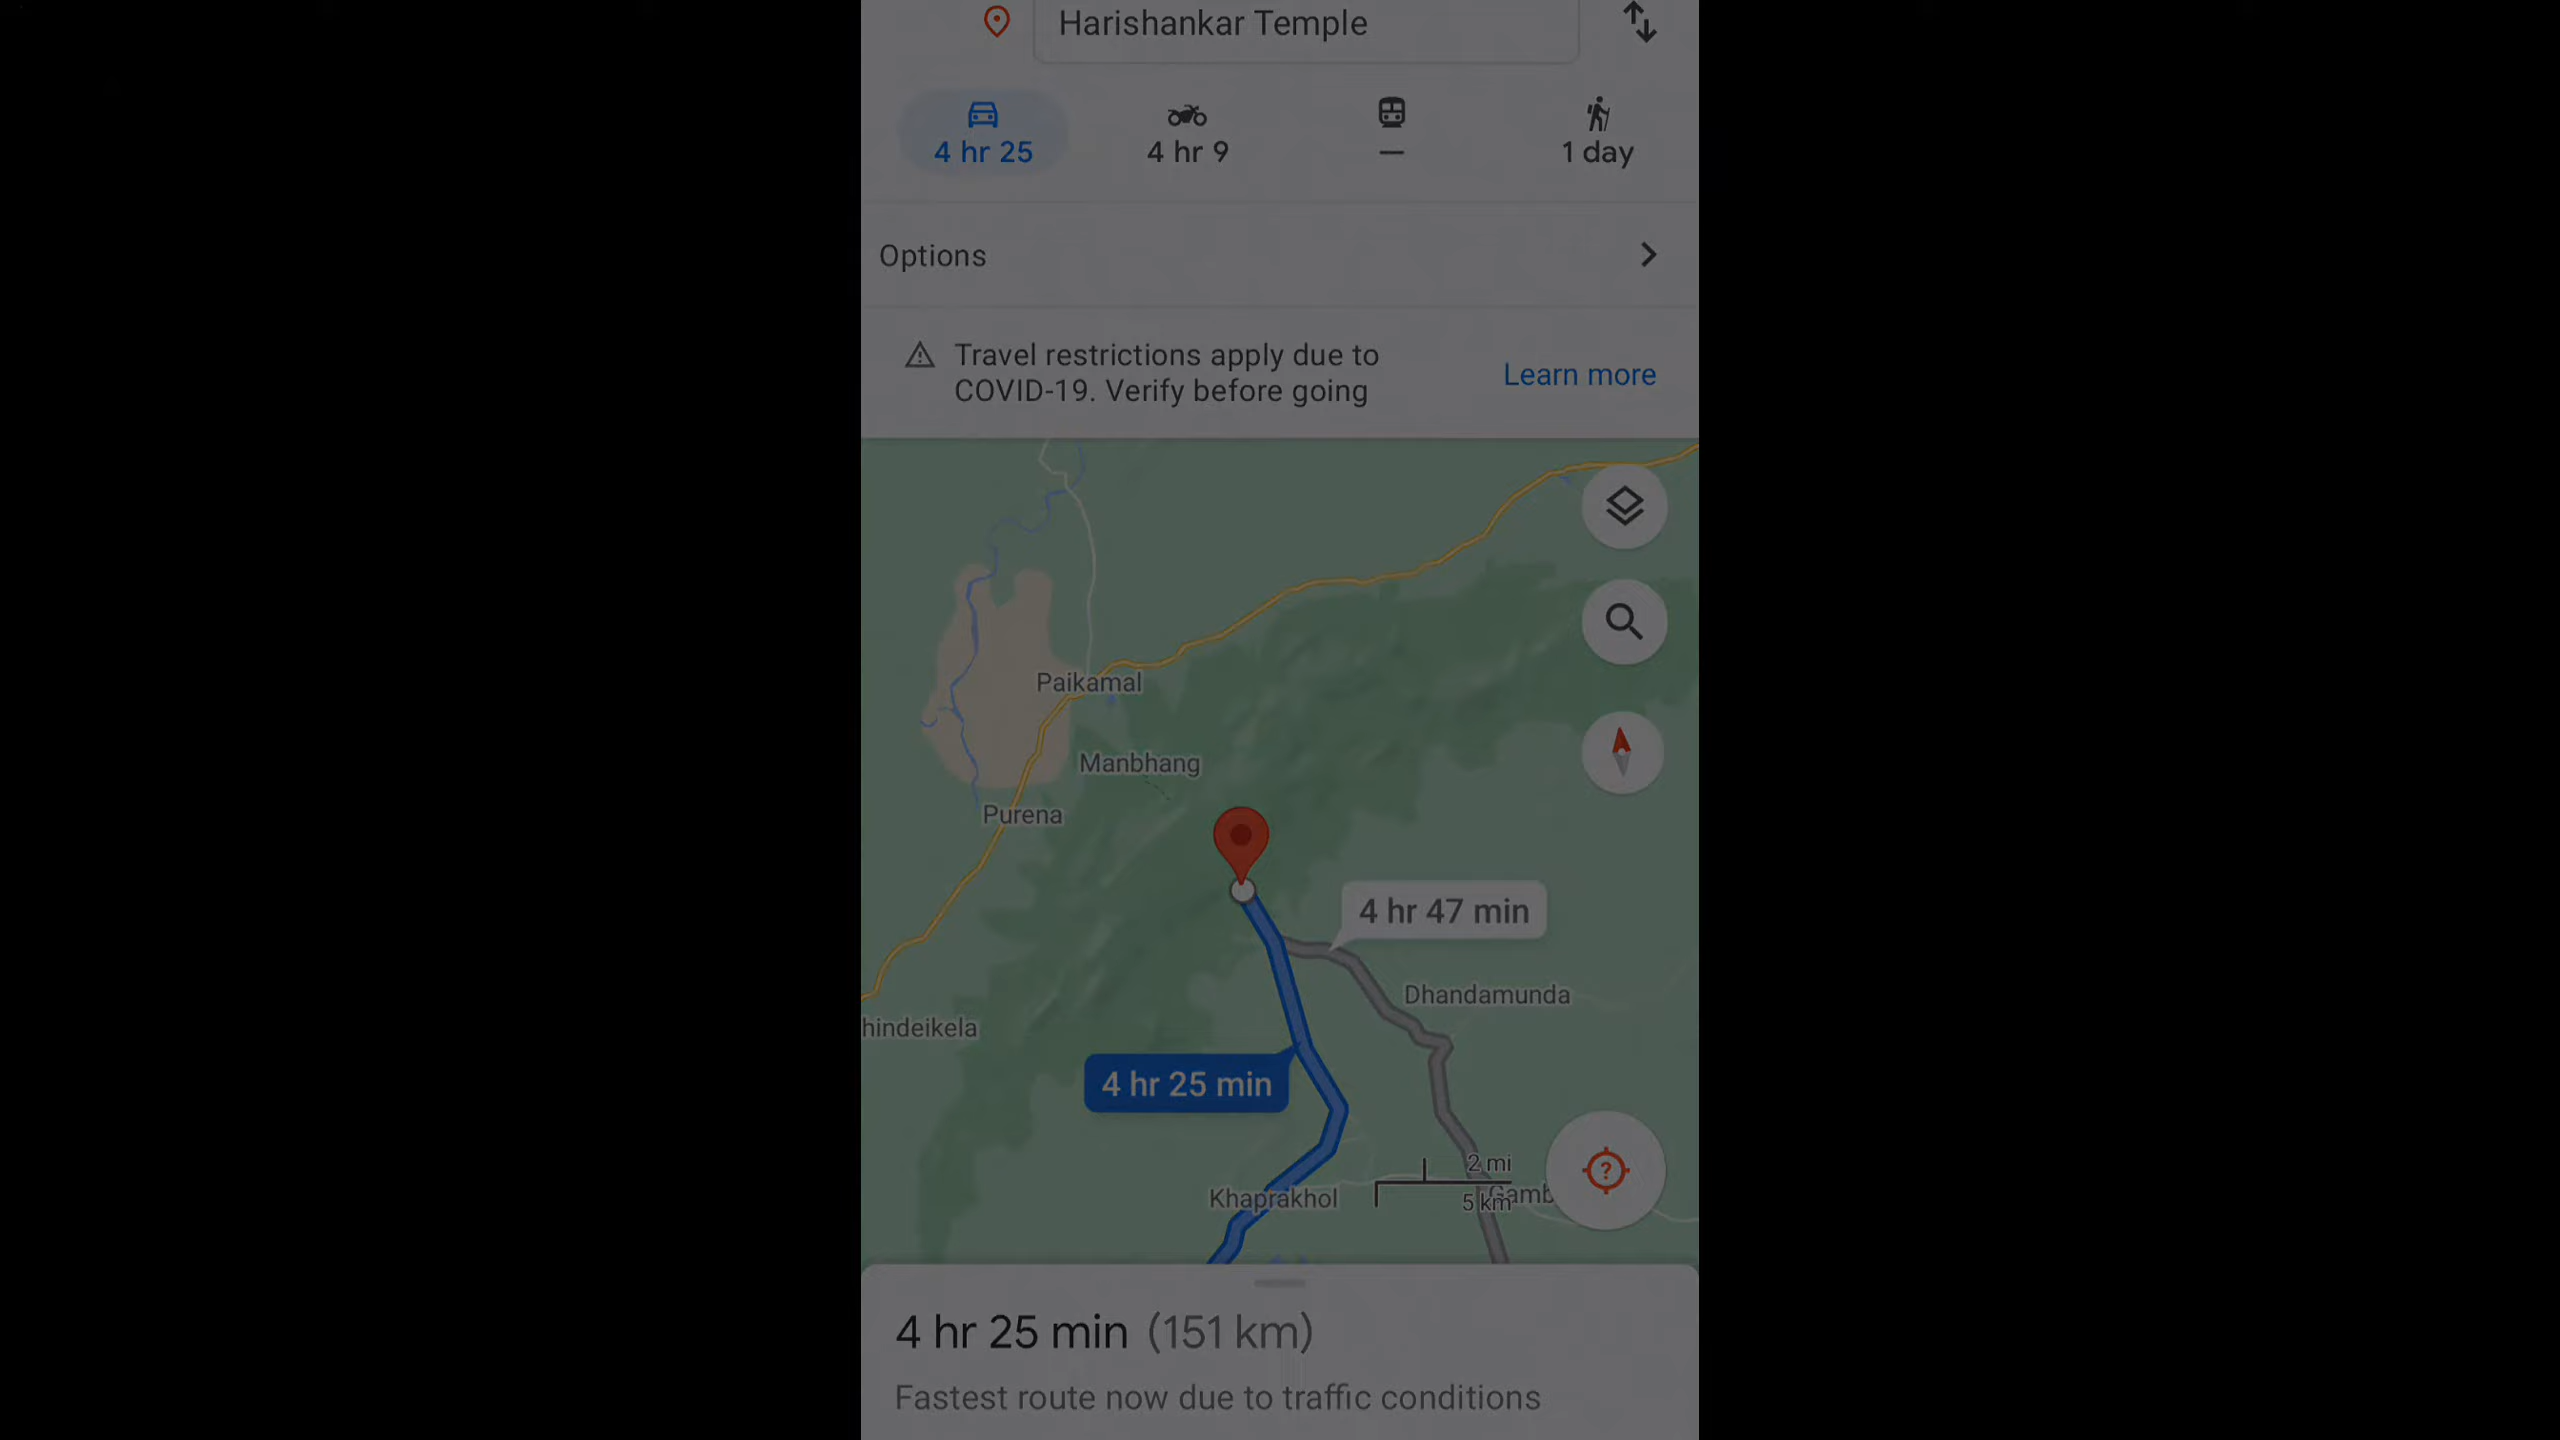 Harishankar Temple
4 hr 25
4 hr 9
—
1 day
Options
Travel restrictions apply due to
COVID-19. Verify before going
Learn more
Paikamal
Manbhang
Purena
4 hr 47 min
Dhandamunda
hindeikela
4 hr 25 min
2 mi
Khaprakhol
5 km
Gamb
4 hr 25 min (151 km)
Fastest route now due to traffic conditions